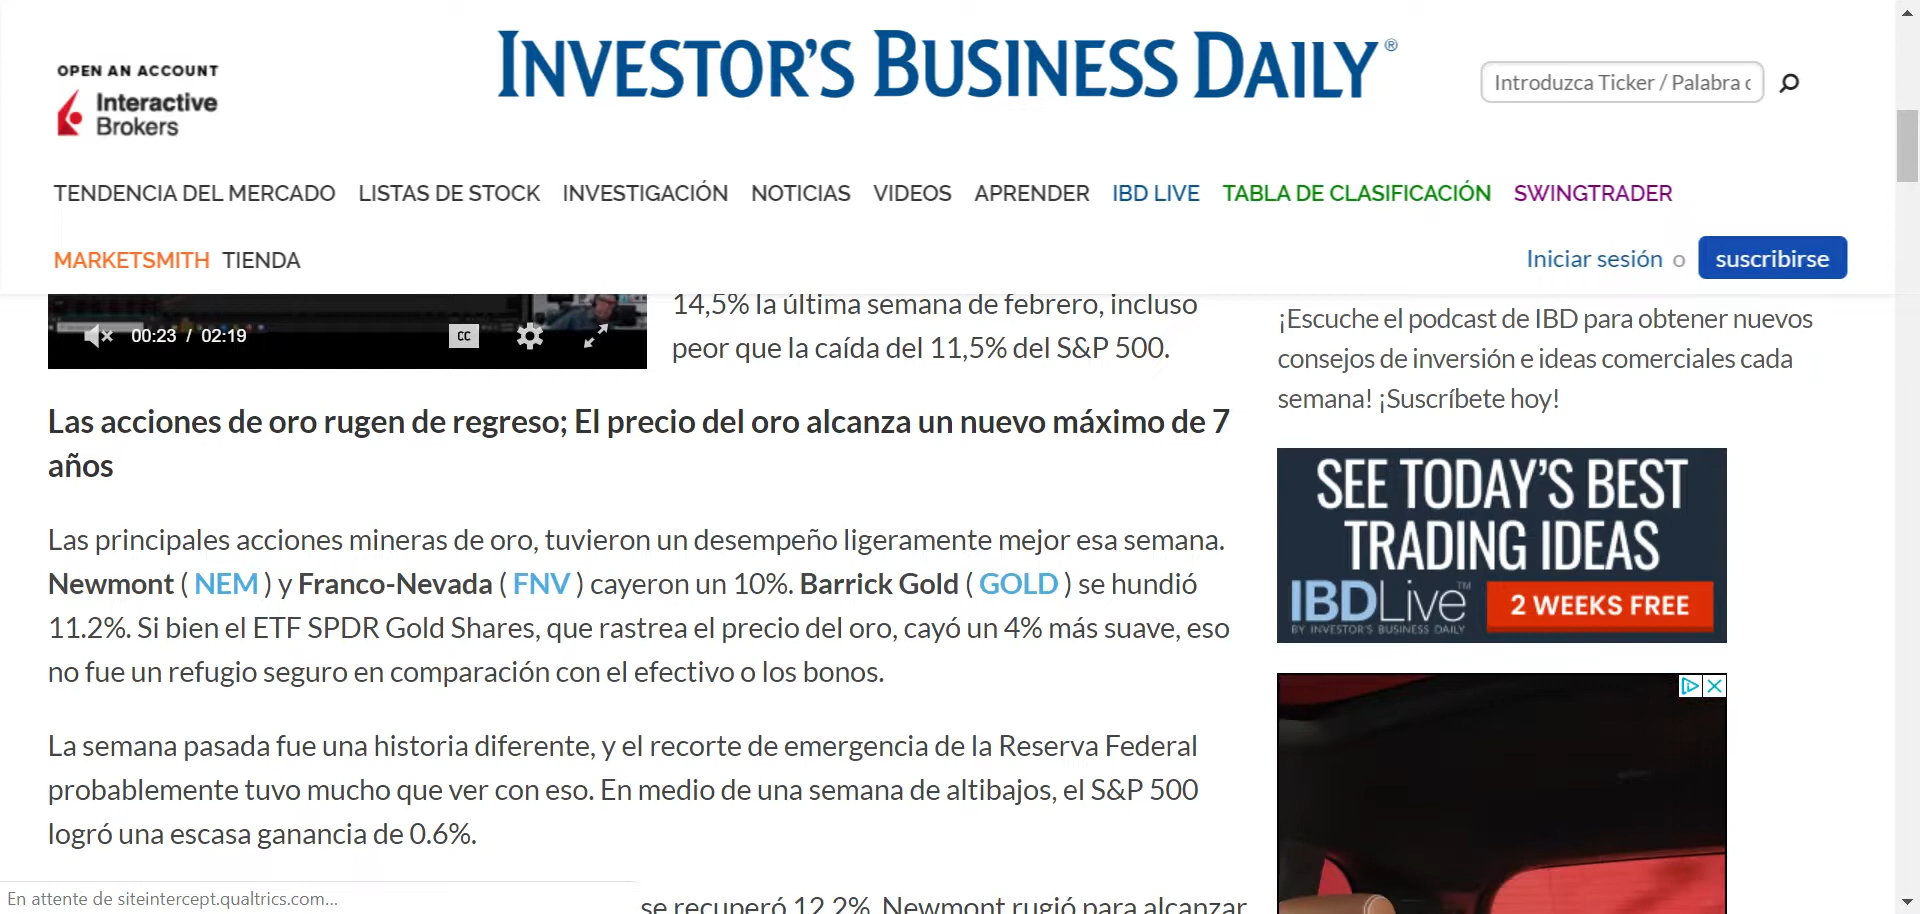 OPEN AN ACCOUNT
Interactive
Brokers
INVESTOR'S BUSINESS DAILY®
Introduzca Ticker / Palabra c
TENDENCIA DEL MERCADO LISTAS DE STOCK INVESTIGACIÓN NOTICIAS VIDEOS APRENDER IBD LIVE TABLA DE CLASIFICACIÓN SWINGTRADER
MARKETSMITH TIENDA
Iniciar sesión o suscribirse
00:23 / 02:19
CC
14,5% la última semana de febrero, incluso
peor que la caída del 11,5% del S&P 500.
Las acciones de oro rugen de regreso; El precio del oro alcanza un nuevo máximo de 7
años
Las principales acciones mineras de oro, tuvieron un desempeño ligeramente mejor esa semana.
Newmont ( NEM ) y Franco-Nevada ( FNV ) cayeron un 10%. Barrick Gold ( GOLD ) se hundió
11.2%. Si bien el ETF SPDR Gold Shares, que rastrea el precio del oro, cayó un 4% más suave, eso
no fue un refugio seguro en comparación con el efectivo o los bonos.
La semana pasada fue una historia diferente, y el recorte de emergencia de la Reserva Federal
probablemente tuvo mucho que ver con eso. En medio de una semana de altibajos, el S&P 500
logró una escasa ganancia de 0.6%.
se recuperó 12.2%. Newmont rugió para alcanzar
¡Escuche el podcast de IBD para obtener nuevos
consejos de inversión e ideas comerciales cada
semana! ¡Suscríbete hoy!
SEE TODAY'S BEST
TRADING IDEAS
IBDLive™
BY INVESTOR'S BUSINESS DAILY
2 WEEKS FREE
En attente de siteintercept.qualtrics.com...